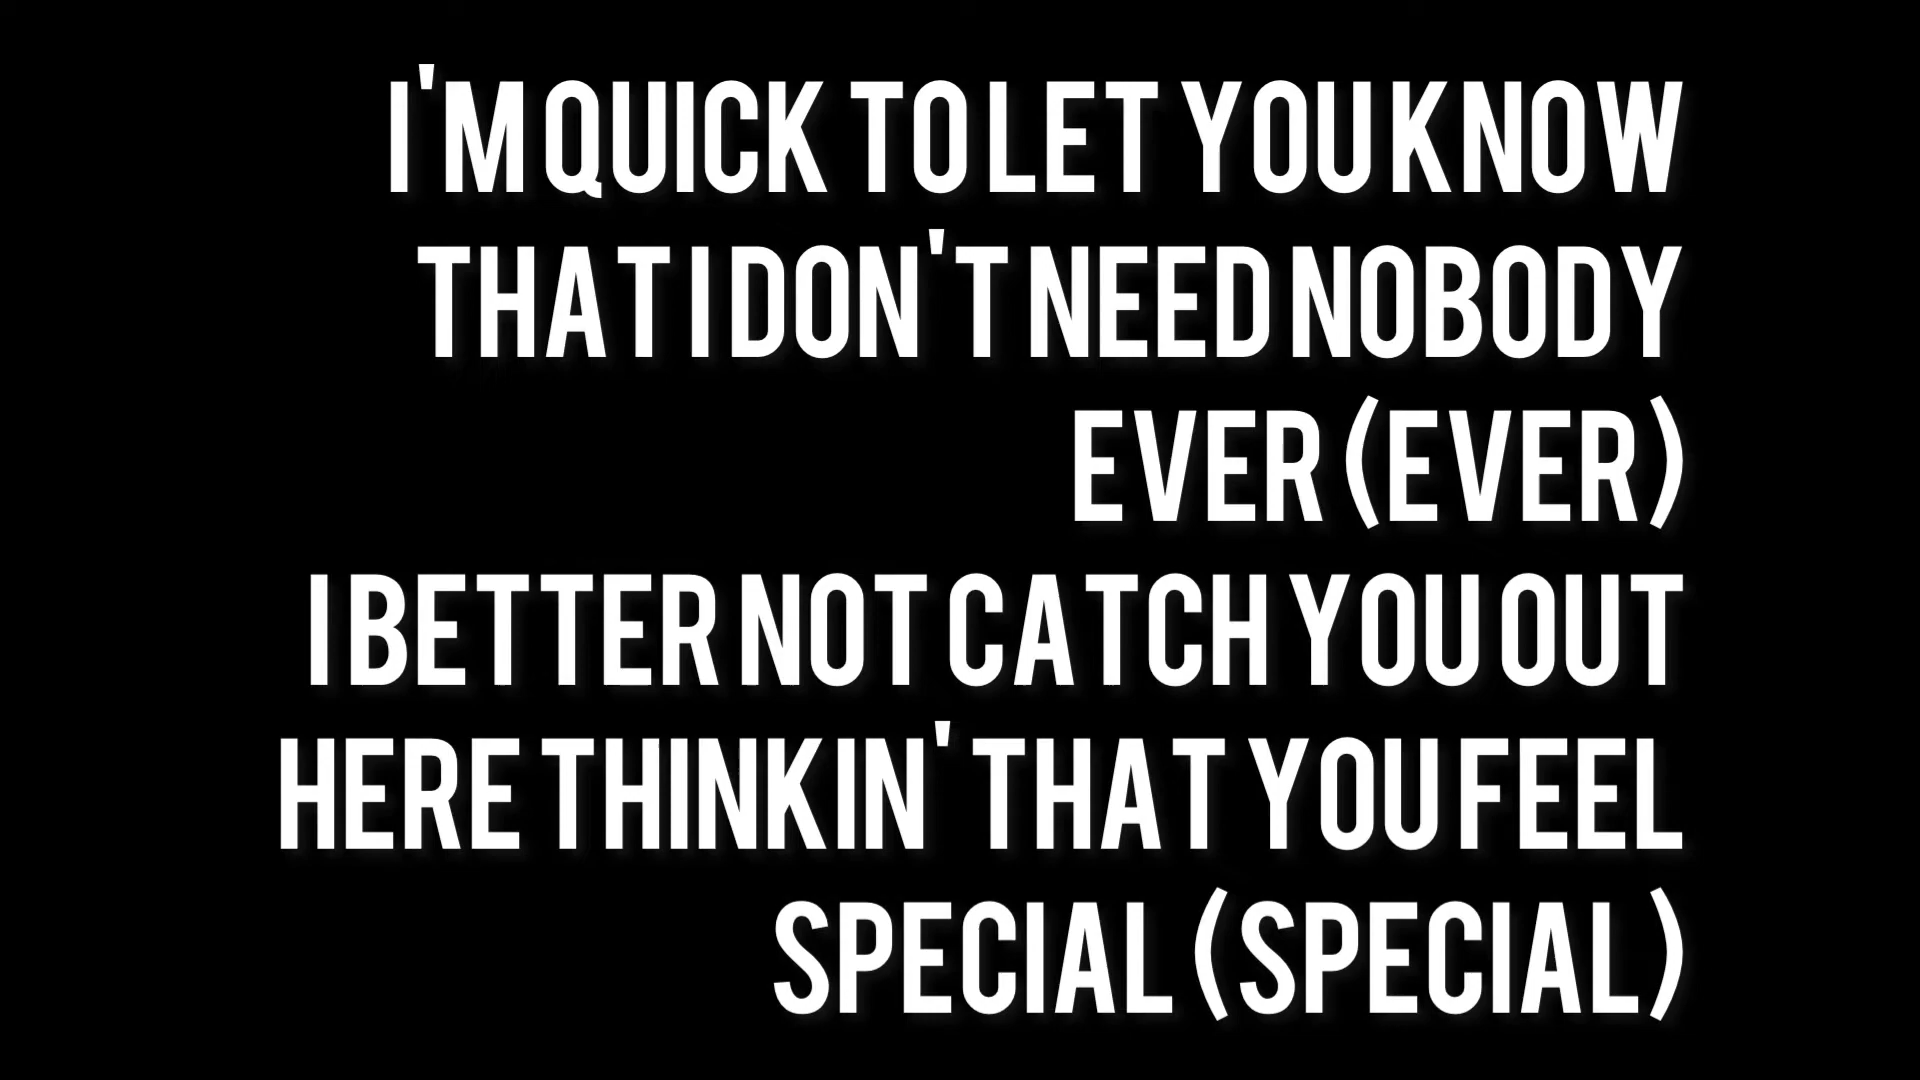 I'M QUICK TO LET YOU KNOW
THAT I DON'T NEED NOBODY
EVER (EVER)
I BETTER NOT CATCH YOU OUT
HERE THINKIN' THAT YOU FEEL
SPECIAL (SPECIAL)